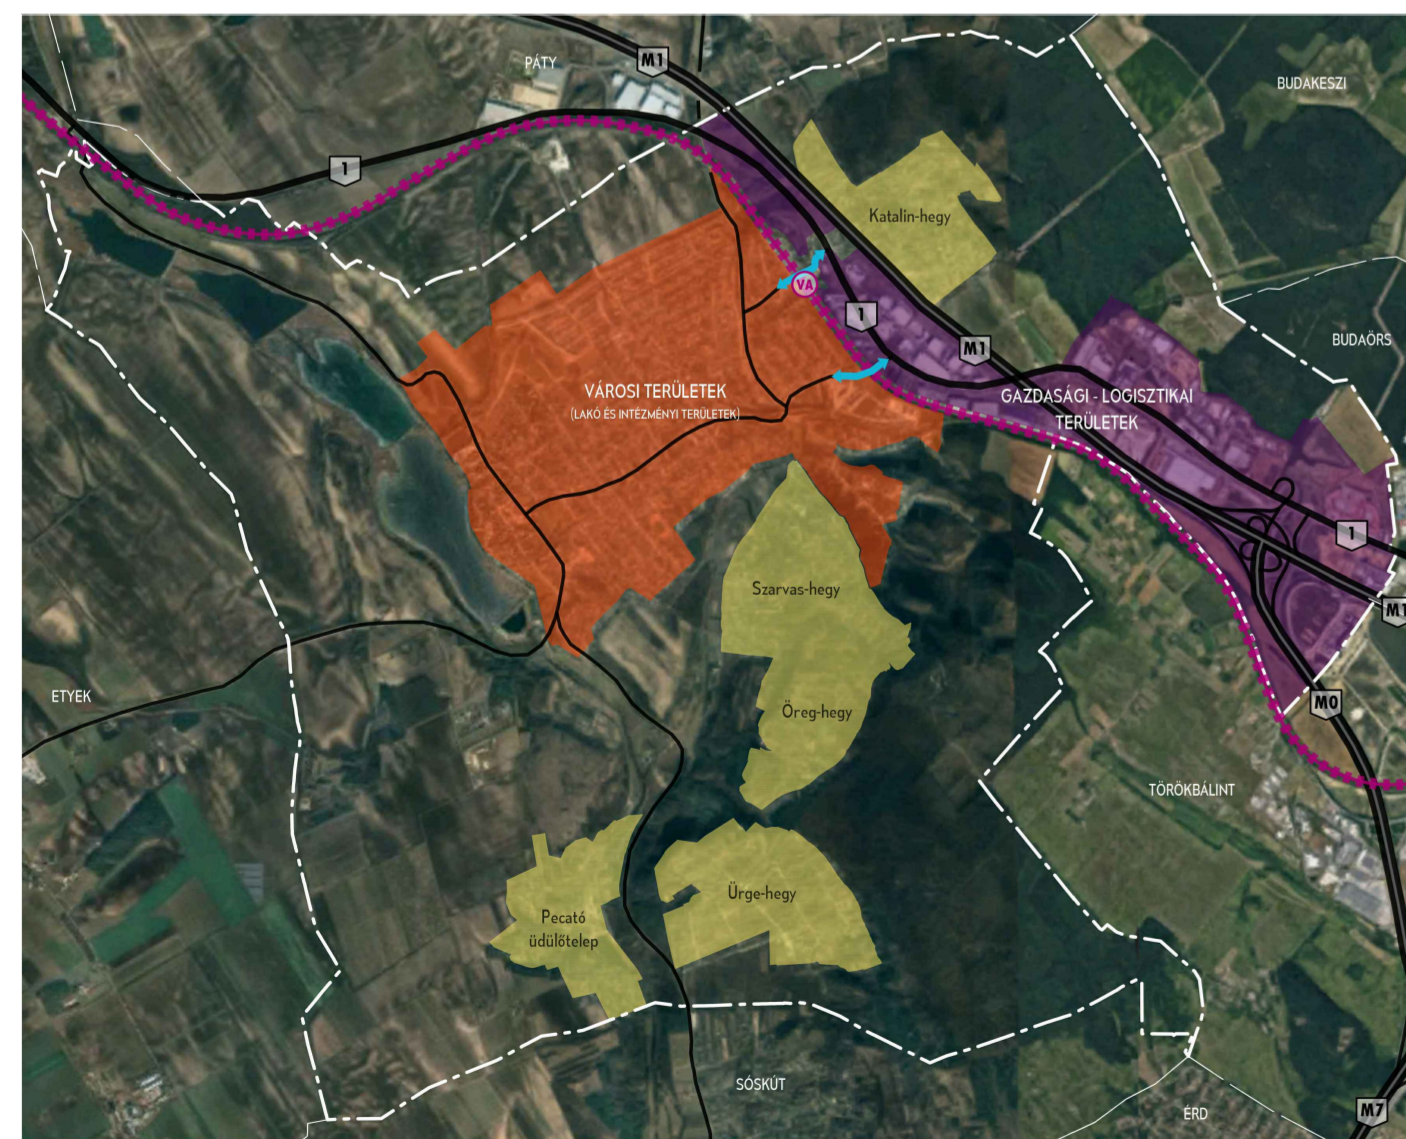 M1
PÁTY
BUDAKESZI
1
Katalin-hegy
VA
1
BUDAÖRS
M1
VÁROSI TERÜLETEK
(LAKÓ ÉS INTÉZMÉNYI TERÜLETEK)
GAZDASÁGI - LOGISZTIKAI
TERÜLETEK
1
Szarvas-hegy
M1
ETYEK
M0
Öreg-hegy
TÖRÖKBÁLINT
Ürge-hegy
Pecató
üdülőtelep
SÓSKÚT
ÉRD
M7